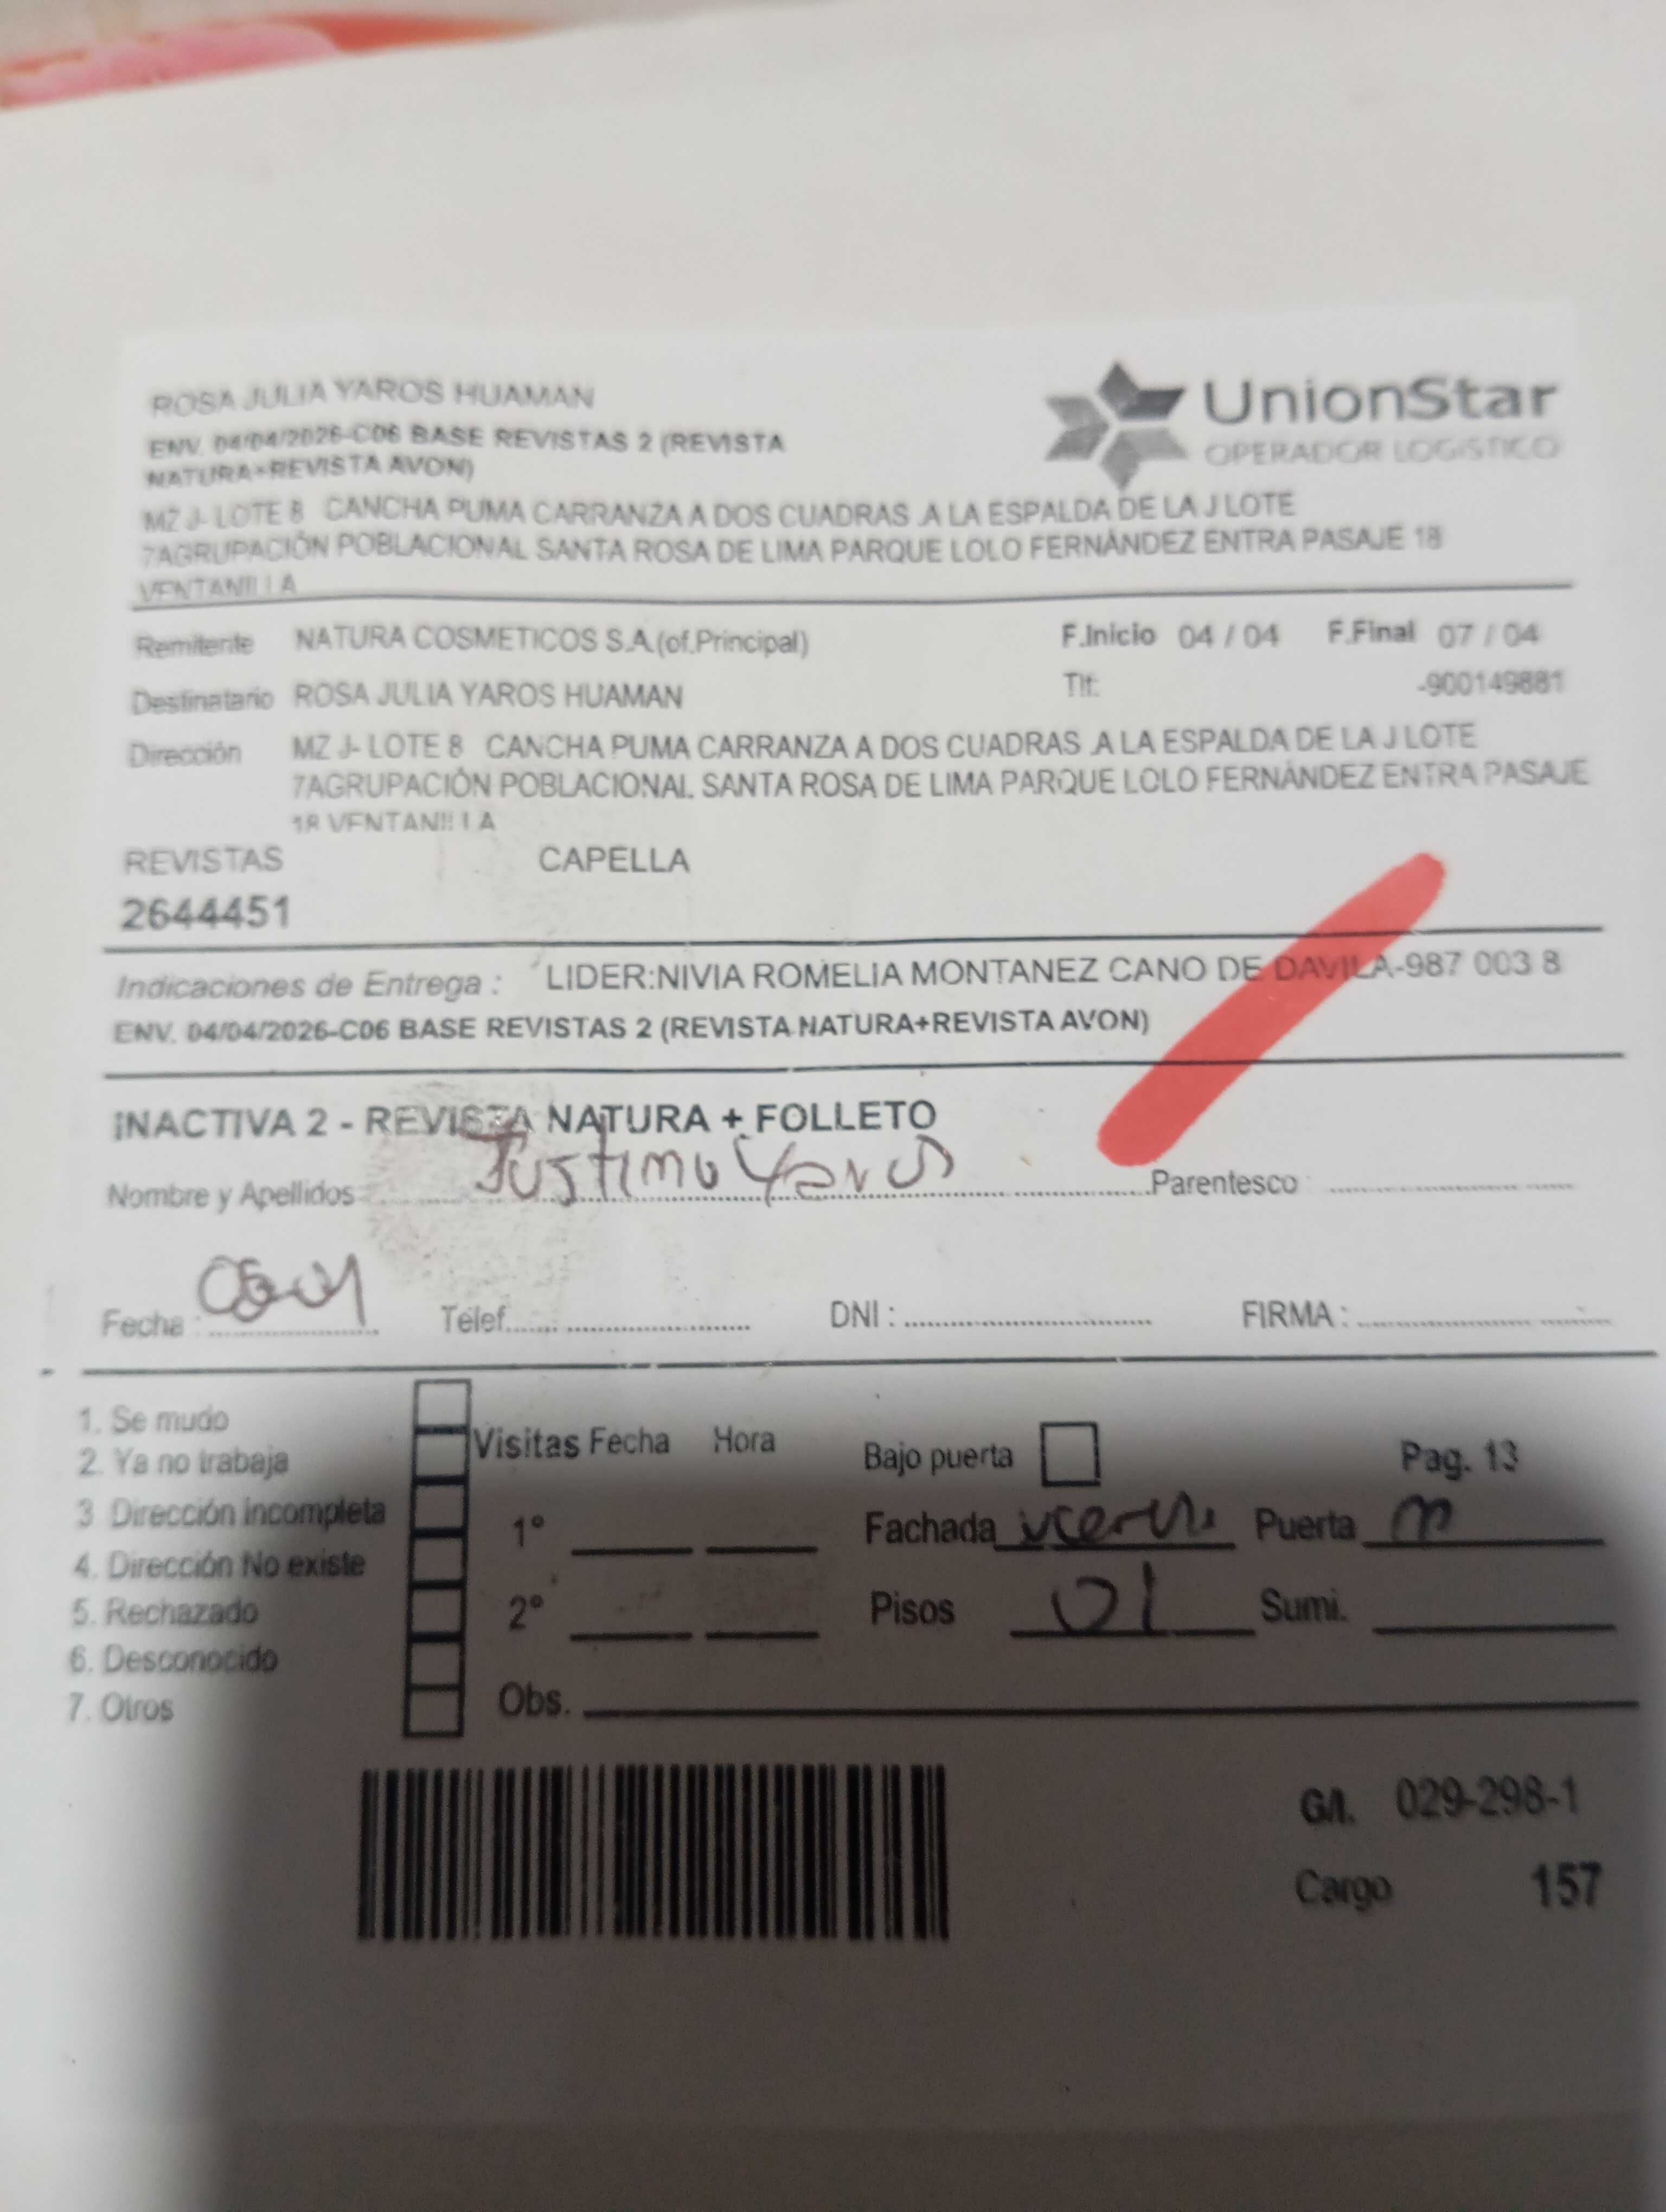 ROSA JULIA YAROS HUAMAN
UnionStar
OPERADOR LOGISTICO
ENV. 04/04/2026-C06 BASE REVISTAS 2 (REVISTA
NATURA+REVISTA AVON)
MZ J- LOTE 8 CANCHA PUMA CARRANZA A DOS CUADRAS .A LA ESPALDA DE LA J LOTE
7AGRUPACIÓN POBLACIONAL SANTA ROSA DE LIMA PARQUE LOLO FERNÁNDEZ ENTRA PASAJE 18
VENTANILLA
Remitente NATURA COSMETICOS S.A.(of.Principal) F.Inicio 04 / 04 F.Final 07 / 04
Destinatario ROSA JULIA YAROS HUAMAN Tlf: -900149881
Dirección MZ J- LOTE 8 CANCHA PUMA CARRANZA A DOS CUADRAS .A LA ESPALDA DE LA J LOTE
7AGRUPACIÓN POBLACIONAL SANTA ROSA DE LIMA PARQUE LOLO FERNÁNDEZ ENTRA PASAJE
18 VENTANILLA
REVISTAS CAPELLA
2644451
Indicaciones de Entrega : LIDER:NIVIA ROMELIA MONTANEZ CANO DE DAVILA-987 003 8
ENV. 04/04/2026-C06 BASE REVISTAS 2 (REVISTA NATURA+REVISTA AVON)
INACTIVA 2 - REVISTA NATURA + FOLLETO
Nombre y Apellidos Justino Yaros Parentesco
Fecha : Telef. DNI : FIRMA :
1. Se mudo
2. Ya no trabaja
3 Dirección incompleta
4. Dirección No existe
5. Rechazado
6. Desconocido
7. Otros
Visitas Fecha Hora
1°
2°
Obs.
Bajo puerta Pag. 13
Fachada Puerta m
Pisos 01 Sumi.
G/I. 029-298-1
Cargo 157